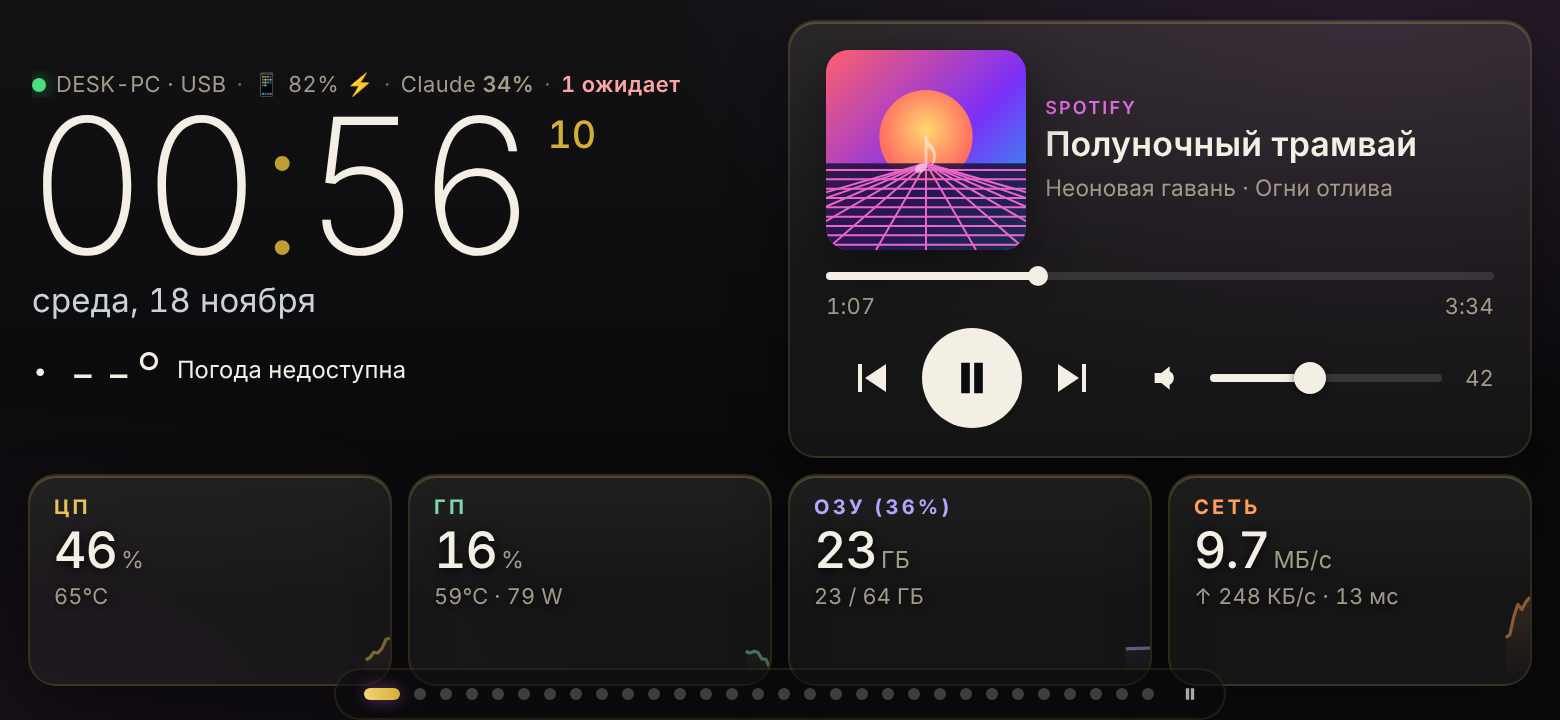 DESK-PC · USB · 📱 82% ⚡ · Claude 34% · 1 ожидает
00:56 10
среда, 18 ноября
• – – ° Погода недоступна
SPOTIFY
Полуночный трамвай
Неоновая гавань · Огни отлива
1:07 3:34
42
ЦП
46 %
65°C
ГП
16 %
59°C · 79 W
ОЗУ (36%)
23 ГБ
23 / 64 ГБ
СЕТЬ
9.7 МБ/с
↑ 248 КБ/с · 13 мс